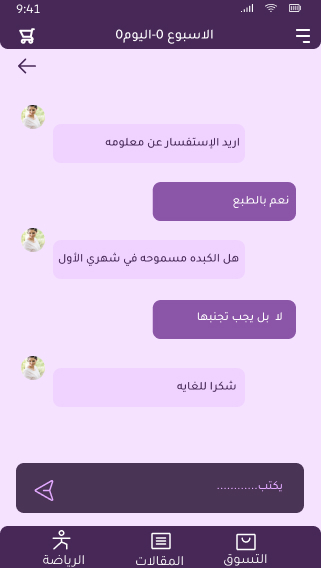 9:41
الاسبوع 0-اليوم0
اريد الإستفسار عن معلومه
نعم بالطبع
هل الكبده مسموحه في شهري الأول
لا بل يجب تجنبها
شكرا للغايه
يكتب............
التسوق
المقالات
الرياضة